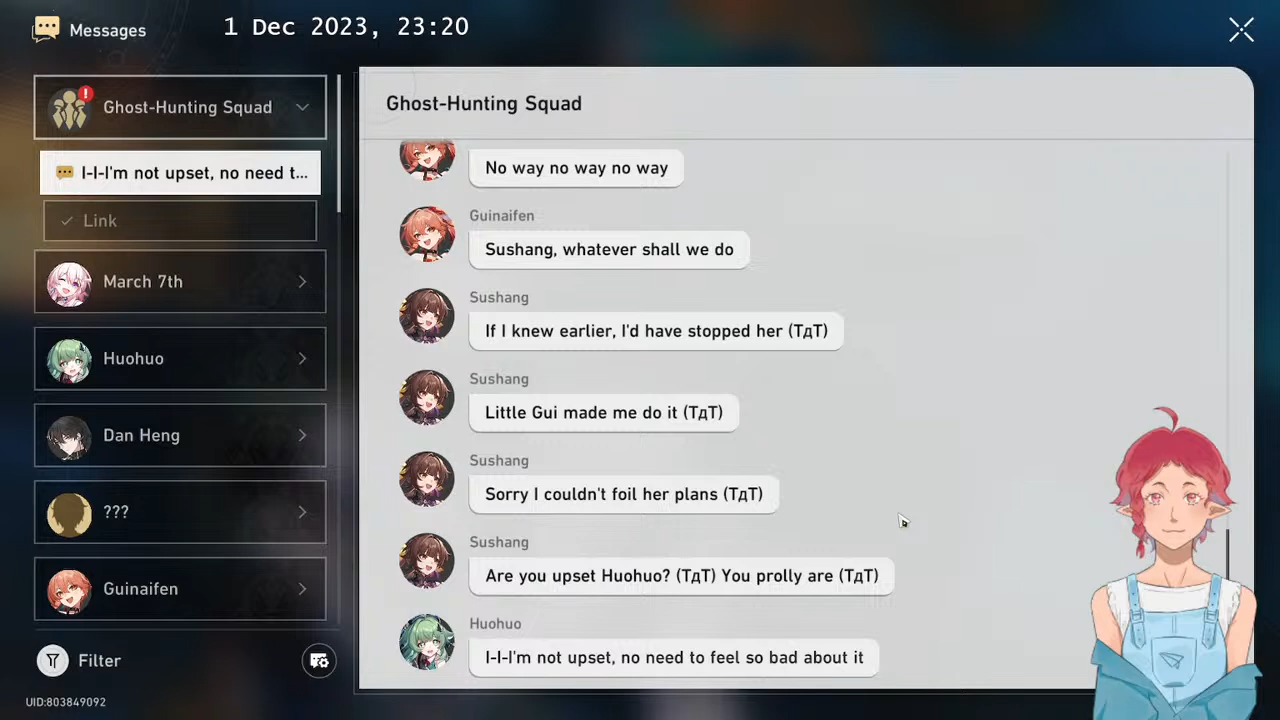 Messages
1 Dec 2023, 23:20
Ghost-Hunting Squad
I-I-I'm not upset, no need t...
Link
March 7th
Huohuo
Dan Heng
???
Guinaifen
Filter
UID:803849092
Ghost-Hunting Squad
No way no way no way
Guinaifen
Sushang, whatever shall we do
Sushang
If I knew earlier, I'd have stopped her (TдT)
Sushang
Little Gui made me do it (TдT)
Sushang
Sorry I couldn't foil her plans (TдT)
Sushang
Are you upset Huohuo? (TдT) You prolly are (TдT)
Huohuo
I-I-I'm not upset, no need to feel so bad about it